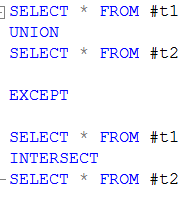 SELECT * FROM #t1
UNION
SELECT * FROM #t2
EXCEPT
SELECT * FROM #t1
INTERSECT
SELECT * FROM #t2